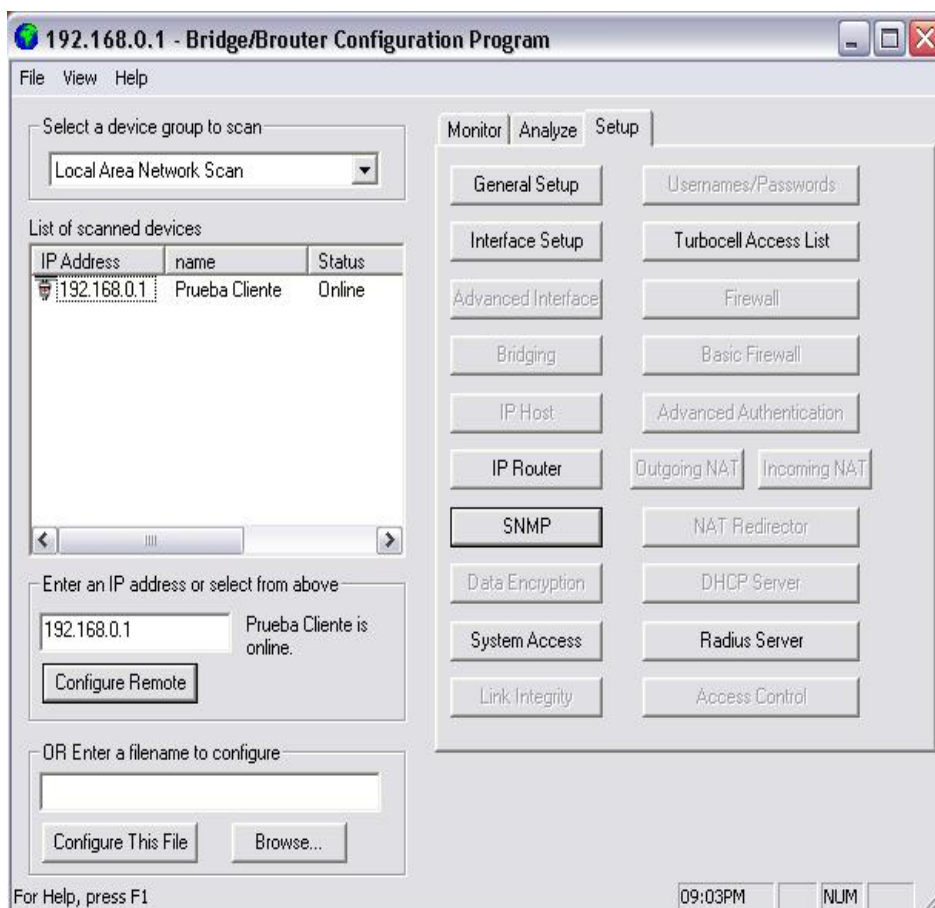 192.168.0.1 - Bridge/Brouter Configuration Program
File View Help
Select a device group to scan
Local Area Network Scan
List of scanned devices
IP Address name Status
192.168.0.1 Prueba Cliente Online
Enter an IP address or select from above
192.168.0.1
Prueba Cliente is
online.
Configure Remote
OR Enter a filename to configure
Configure This File Browse...
Monitor Analyze Setup
General Setup Usernames/Passwords
Interface Setup Turbocell Access List
Advanced Interface Firewall
Bridging Basic Firewall
IP Host Advanced Authentication
IP Router Outgoing NAT Incoming NAT
SNMP NAT Redirector
Data Encryption DHCP Server
System Access Radius Server
Link Integrity Access Control
For Help, press F1 09:03PM NUM